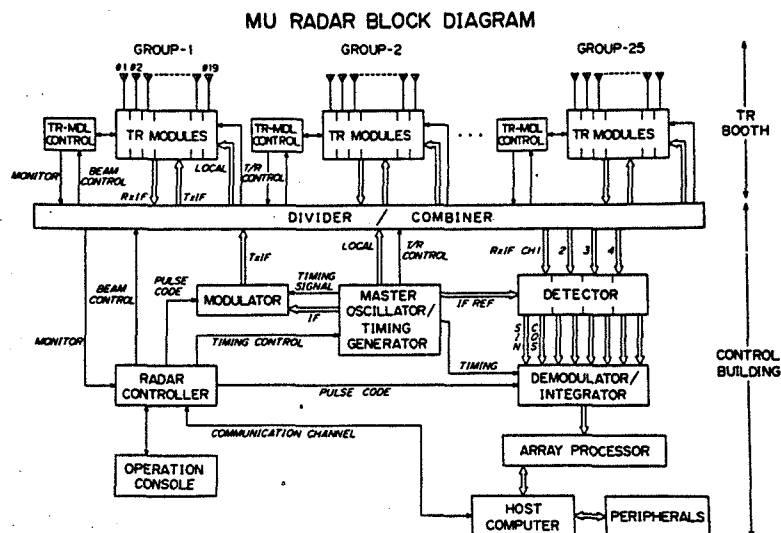 MU RADAR BLOCK DIAGRAM
GROUP-1
GROUP-2
GROUP-25
#1 #2
#19
TR-MDL
CONTROL
TR MODULES
TR-MDL
CONTROL
TR MODULES
...
TR-MDL
CONTROL
TR MODULES
TR
BOOTH
MONITOR
BEAM
CONTROL
RxIF
TxIF
LOCAL
T/R
CONTROL
DIVIDER / COMBINER
TxIF
LOCAL
T/R
CONTROL
RxIF CH1
2
3
4
BEAM
CONTROL
PULSE
CODE
MODULATOR
TIMING
SIGNAL
IF
MASTER
OSCILLATOR/
TIMING
GENERATOR
IF REF
DETECTOR
SIN
COS
MONITOR
TIMING CONTROL
TIMING
CONTROL
BUILDING
RADAR
CONTROLLER
PULSE CODE
DEMODULATOR/
INTEGRATOR
COMMUNICATION CHANNEL
ARRAY PROCESSOR
OPERATION
CONSOLE
HOST
COMPUTER
PERIPHERALS